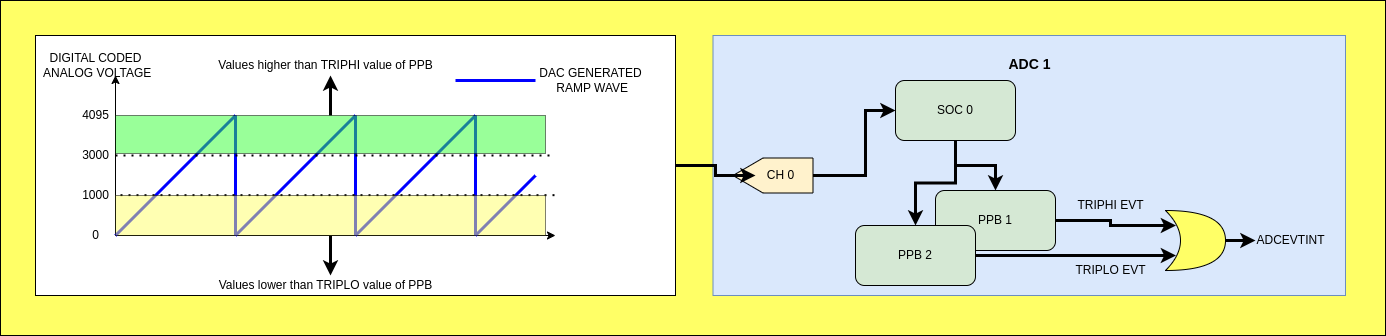 DIGITAL CODED
ANALOG VOLTAGE
Values higher than TRIPHI value of PPB
DAC GENERATED
RAMP WAVE
4095
3000
1000
0
Values lower than TRIPLO value of PPB
ADC 1
SOC 0
CH 0
PPB 1
PPB 2
TRIPHI EVT
TRIPLO EVT
ADCEVTINT